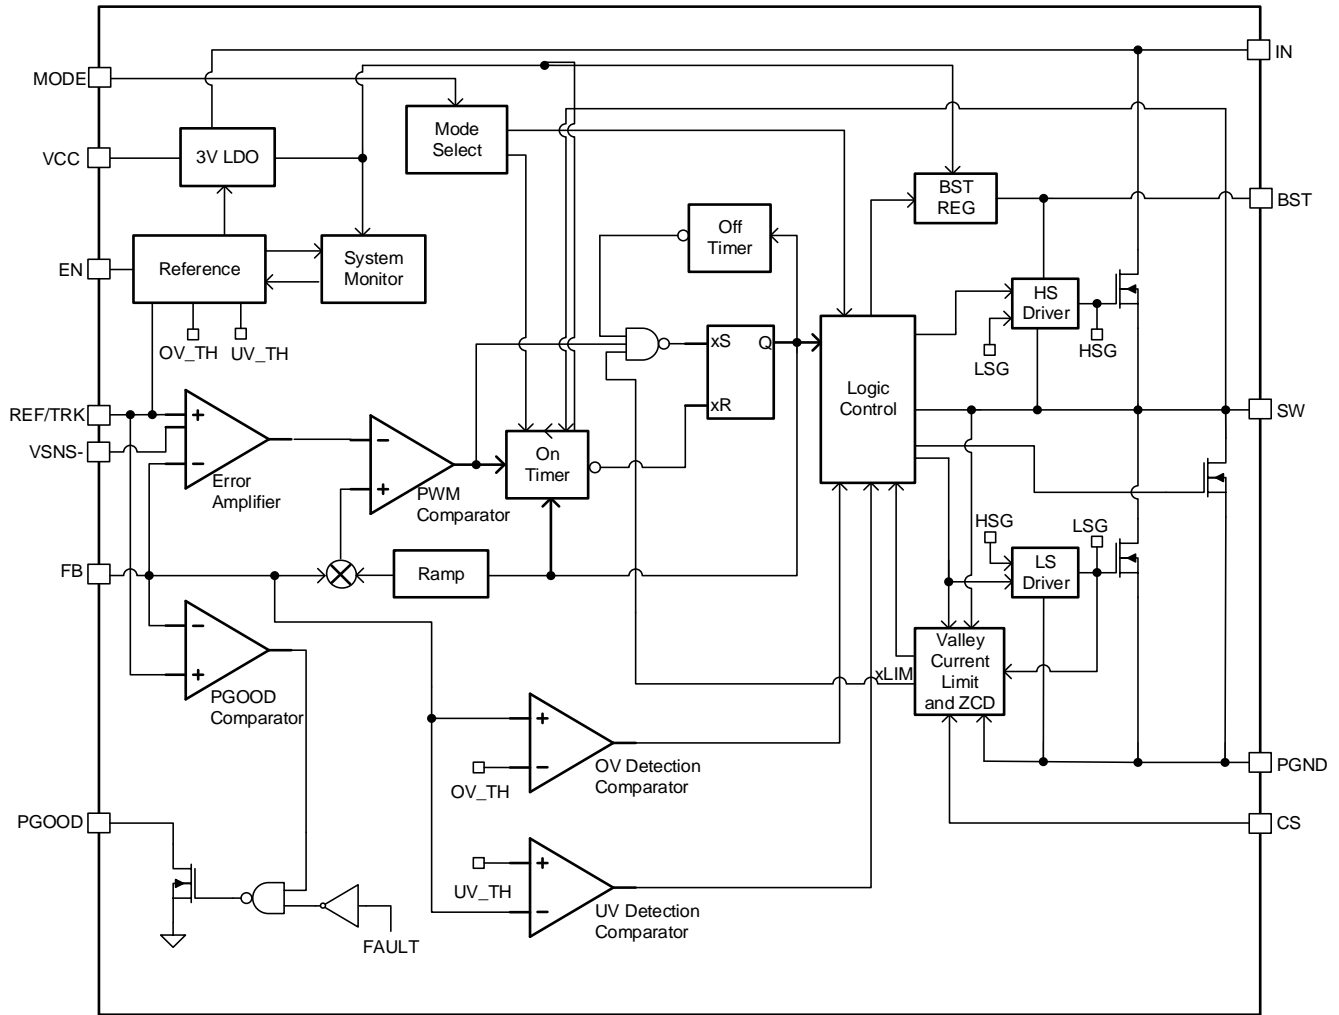 IN
MODE
Mode
Select
VCC
3V LDO
BST
REG
BST
Off
Timer
EN
Reference
System
Monitor
HS
Driver
OV_TH
UV_TH
LSG
HSG
xS
Q
xR
Logic
Control
REF/TRK
SW
VSNS-
+
−
Error
Amplifier
−
+
PWM
Comparator
On
Timer
HSG
LSG
FB
Ramp
LS
Driver
−
+
PGOOD
Comparator
Valley
Current
Limit
and ZCD
xLIM
+
−
OV_TH
OV Detection
Comparator
PGND
PGOOD
CS
+
−
UV_TH
UV Detection
Comparator
FAULT